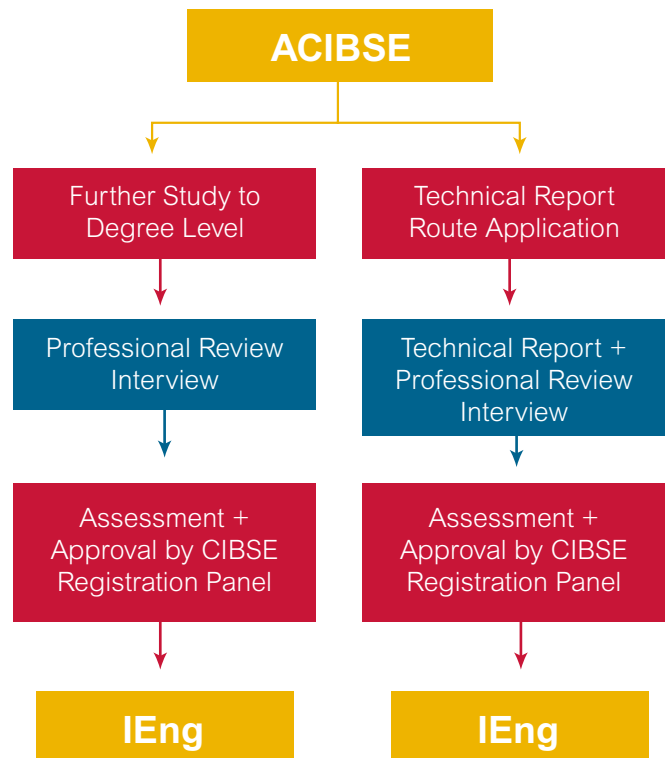 ACIBSE
Further Study to
Degree Level
Technical Report
Route Application
Professional Review
Interview
Technical Report +
Professional Review
Interview
Assessment +
Approval by CIBSE
Registration Panel
Assessment +
Approval by CIBSE
Registration Panel
IEng
IEng